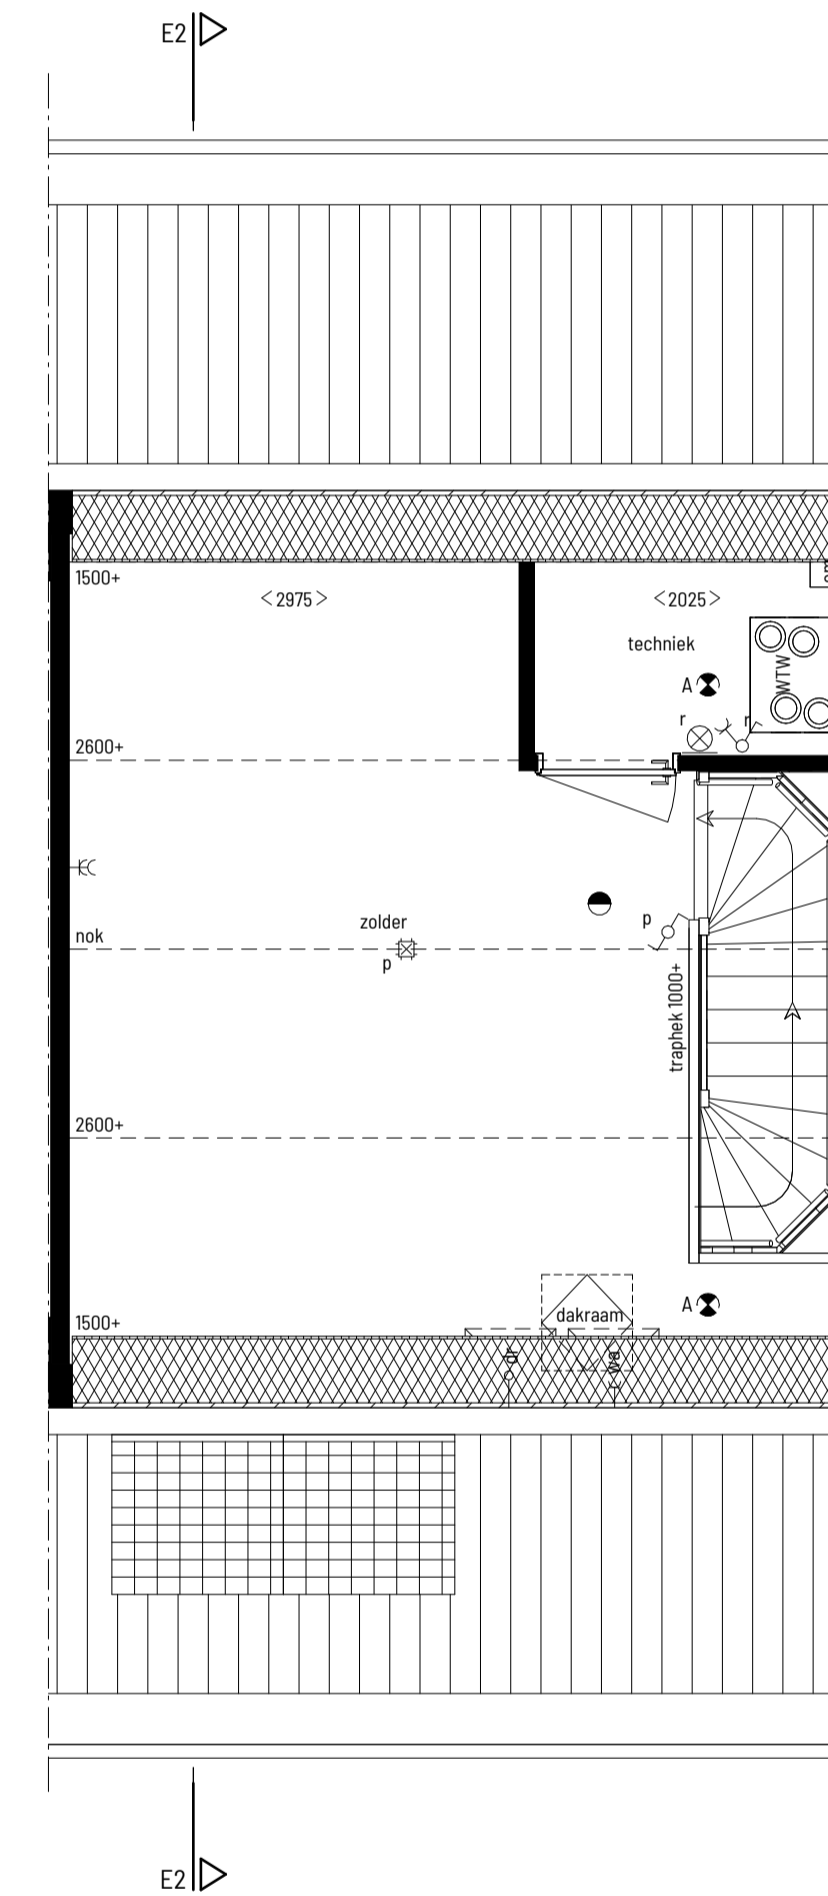 E2
1500+
<2975>
<2025>
techniek
WTW
A
r
r
2600+
zolder
p
p
nok
traphek 1000+
2600+
A
dakraam
1500+
dr
wa
E2